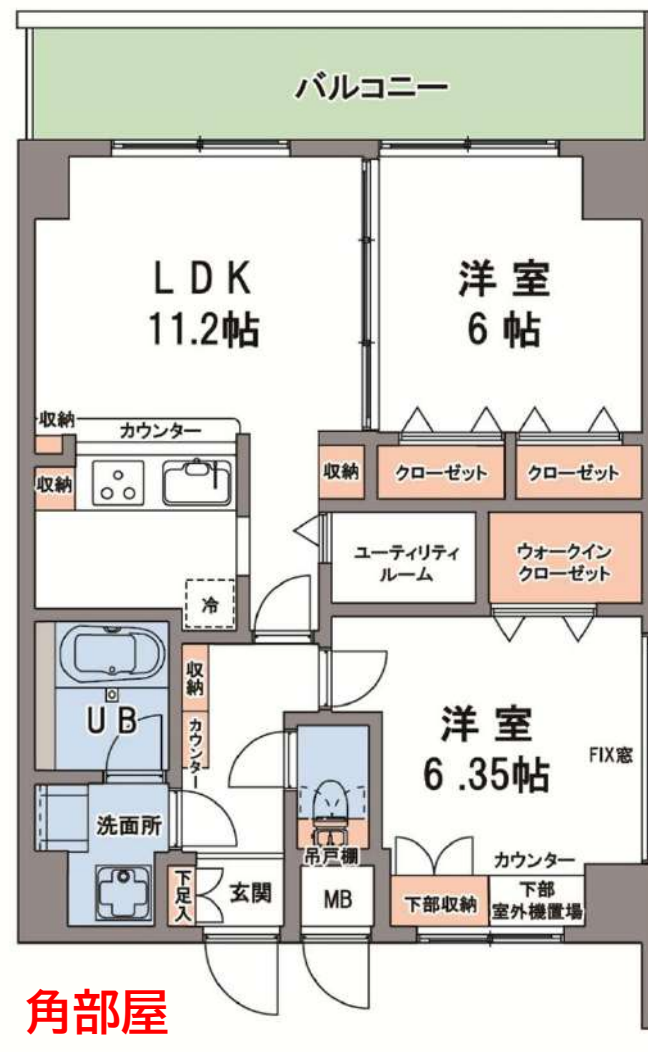 バルコニー
LDK
11.2帖
洋室
6帖
収納
カウンター
収納
収納
クローゼット
クローゼット
ユーティリティ
ルーム
ウォークイン
クローゼット
冷
UB
収納
カウンター
洋室
6.35帖
FIX窓
洗面所
吊戸棚
カウンター
下足入
玄関
MB
下部収納
下部
室外機置場
角部屋